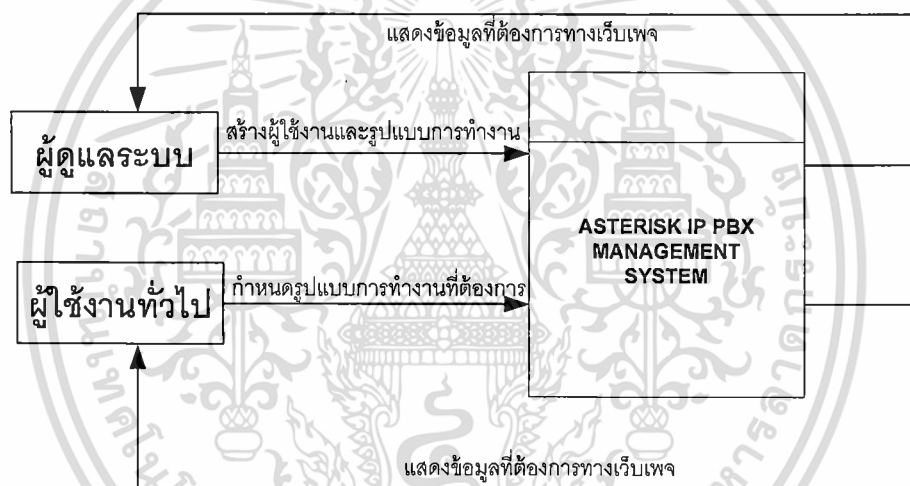 แสดงข้อมูลที่ต้องการทางเว็บเพจ
ผู้ดูแลระบบ
สร้างผู้ใช้งานและรูปแบบการทำงาน
ASTERISK IP PBX
MANAGEMENT
SYSTEM
ผู้ใช้งานทั่วไป
กำหนดรูปแบบการทำงานที่ต้องการ
แสดงข้อมูลที่ต้องการทางเว็บเพจ